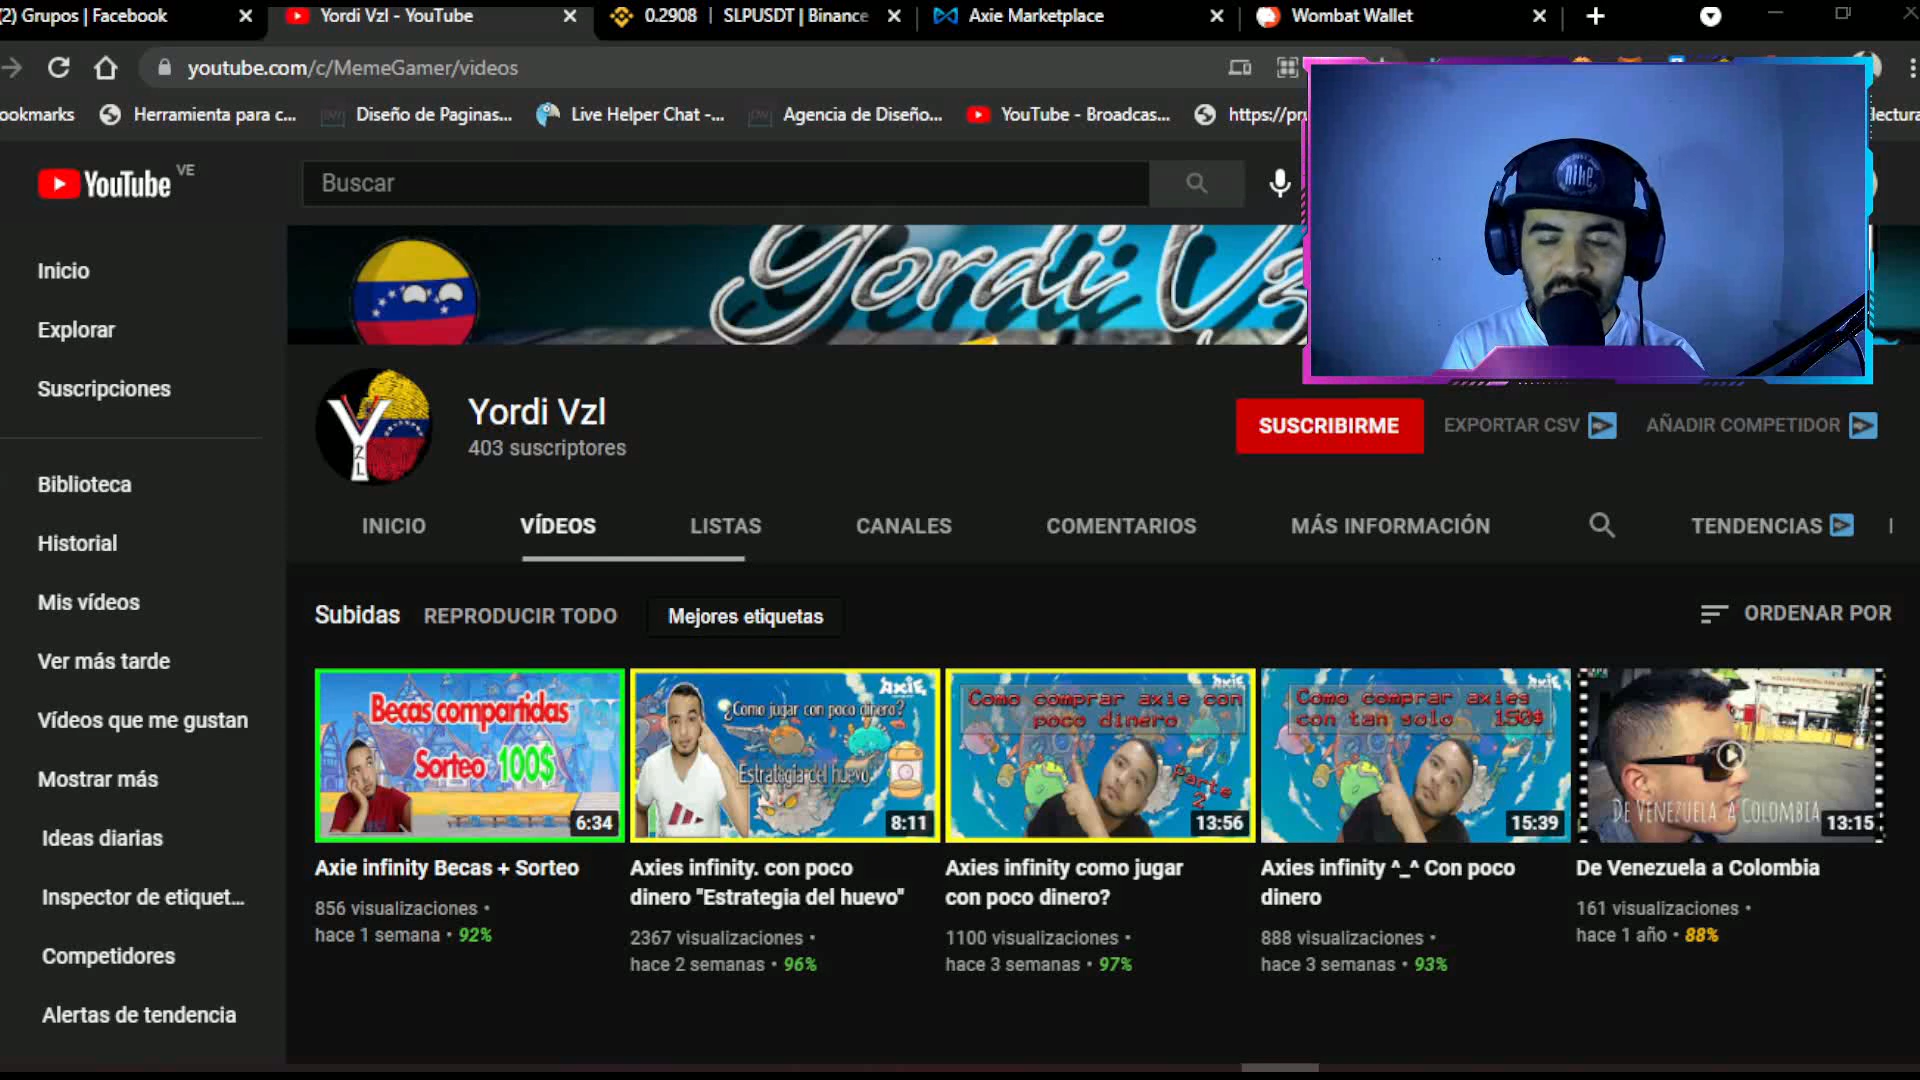 (2) Grupos | Facebook
Yordi Vzl - YouTube
0.2908 | SLPUSDT | Binance
Axie Marketplace
Wombat Wallet
youtube.com/c/MemeGamer/videos
ookmarks
Herramienta para c...
Diseño de Paginas...
Live Helper Chat -...
Agencia de Diseño...
YouTube - Broadcas...
https://pr
lectura
YouTube VE
Buscar
nike
Yordi Vz
Inicio
Explorar
Suscripciones
Biblioteca
Historial
Mis vídeos
Ver más tarde
Vídeos que me gustan
Mostrar más
Ideas diarias
Inspector de etiquet...
Competidores
Alertas de tendencia
YZL
Yordi Vzl
403 suscriptores
SUSCRIBIRME
EXPORTAR CSV
AÑADIR COMPETIDOR
INICIO
VÍDEOS
LISTAS
CANALES
COMENTARIOS
MÁS INFORMACIÓN
TENDENCIAS
Subidas
REPRODUCIR TODO
Mejores etiquetas
ORDENAR POR
Becas compartidas
Sorteo 100$
6:34
Axie infinity Becas + Sorteo
856 visualizaciones •
hace 1 semana • 92%
AXIE
¿Como jugar con poco dinero?
Estrategia del huevo
8:11
Axies infinity. con poco
dinero "Estrategia del huevo"
2367 visualizaciones •
hace 2 semanas • 96%
Axie
Como comprar axie con
poco dinero
Parte
2
13:56
Axies infinity como jugar
con poco dinero?
1100 visualizaciones •
hace 3 semanas • 97%
Axie
Como comprar axies
con tan solo 150$
15:39
Axies infinity ^_^ Con poco
dinero
888 visualizaciones •
hace 3 semanas • 93%
De Venezuela a Colombia
13:15
De Venezuela a Colombia
161 visualizaciones •
hace 1 año • 88%